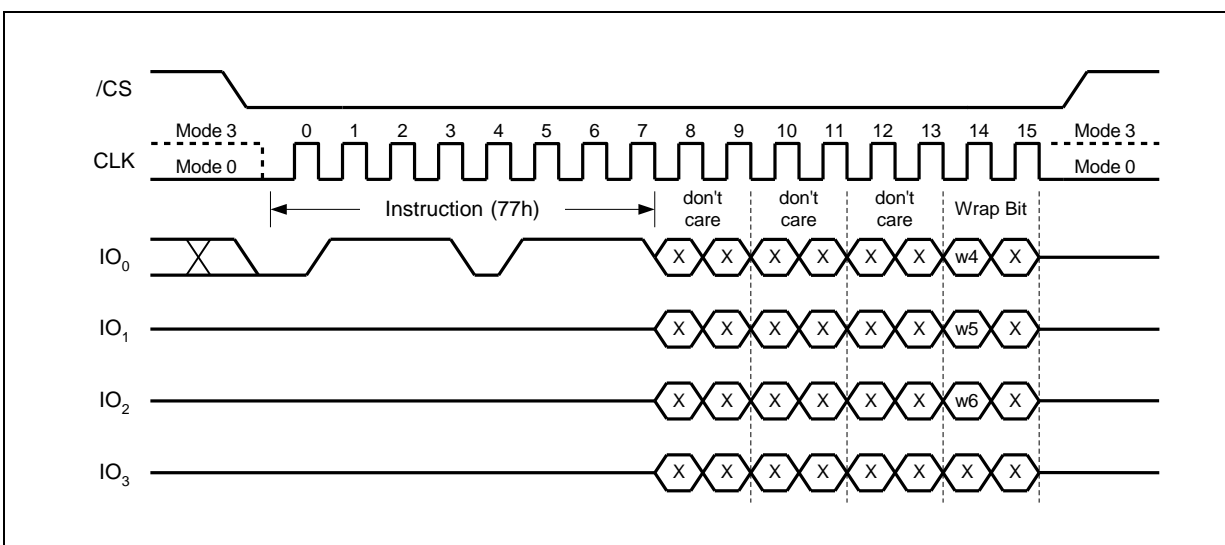 /CS
Mode 3 0 1 2 3 4 5 6 7 8 9 10 11 12 13 14 15 Mode 3
CLK
Mode 0 Mode 0
Instruction (77h) don't care don't care don't care Wrap Bit
IO0 X X X X X X w4 X
IO1 X X X X X X w5 X
IO2 X X X X X X w6 X
IO3 X X X X X X X X